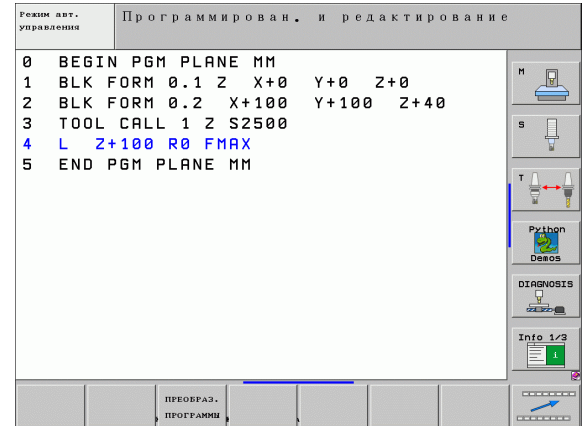 Режим авт.
управления
Программирован. и редактирование
0 BEGIN PGM PLANE MM
1 BLK FORM 0.1 Z X+0 Y+0 Z+0
2 BLK FORM 0.2 X+100 Y+100 Z+40
3 TOOL CALL 1 Z S2500
4 L Z+100 R0 FMAX
5 END PGM PLANE MM
M
S
T
Python
Demos
DIAGNOSIS
Info 1/3
i
ПРЕОБРАЗ.
ПРОГРАММЫ